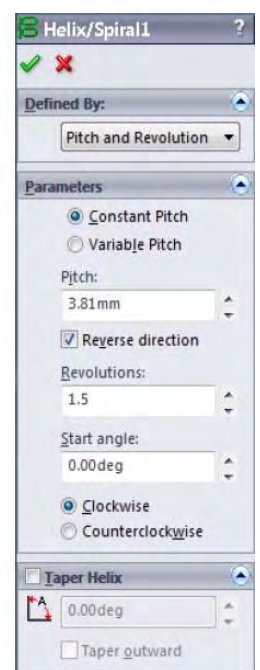 Helix/Spiral1 ?
Defined By:
Pitch and Revolution
Parameters
Constant Pitch
Variable Pitch
Pitch:
3.81mm
Reverse direction
Revolutions:
1.5
Start angle:
0.00deg
Clockwise
Counterclockwise
Taper Helix
A
0.00deg
Taper outward